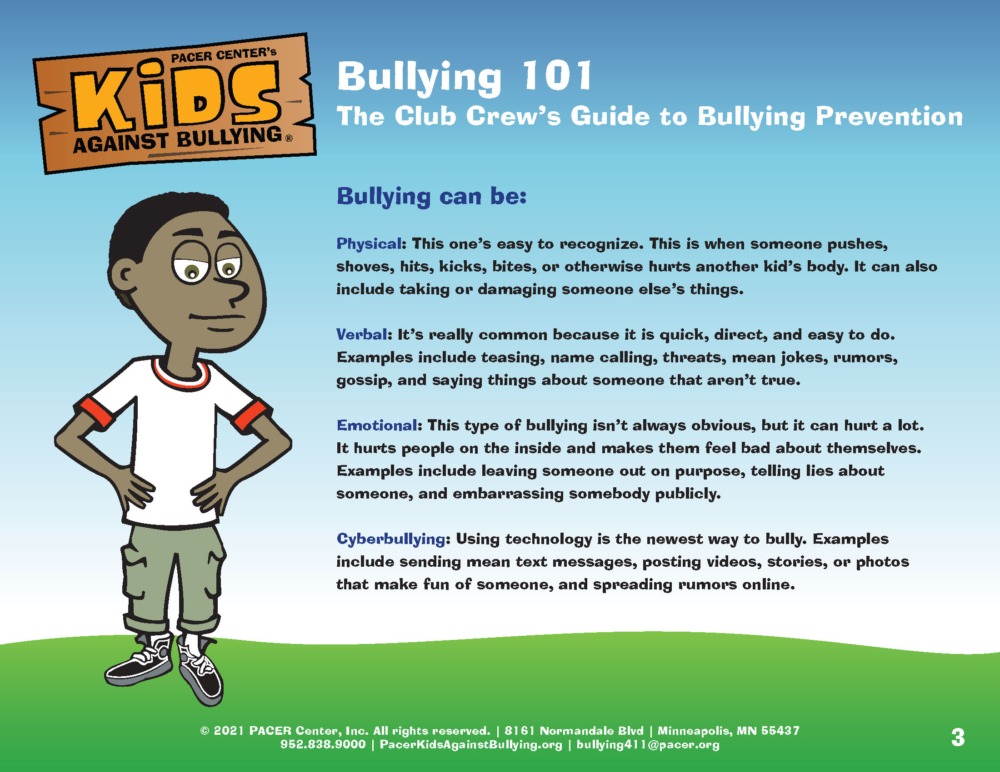 PACER CENTER's
KiDS
AGAINST BULLYING®
Bullying 101
The Club Crew's Guide to Bullying Prevention
Bullying can be:
Physical: This one's easy to recognize. This is when someone pushes,
shoves, hits, kicks, bites, or otherwise hurts another kid's body. It can also
include taking or damaging someone else's things.
Verbal: It's really common because it is quick, direct, and easy to do.
Examples include teasing, name calling, threats, mean jokes, rumors,
gossip, and saying things about someone that aren't true.
Emotional: This type of bullying isn't always obvious, but it can hurt a lot.
It hurts people on the inside and makes them feel bad about themselves.
Examples include leaving someone out on purpose, telling lies about
someone, and embarrassing somebody publicly.
Cyberbullying: Using technology is the newest way to bully. Examples
include sending mean text messages, posting videos, stories, or photos
that make fun of someone, and spreading rumors online.
© 2021 PACER Center, Inc. All rights reserved. | 8161 Normandale Blvd | Minneapolis, MN 55437
952.838.9000 | PacerKidsAgainstBullying.org | bullying411@pacer.org
3